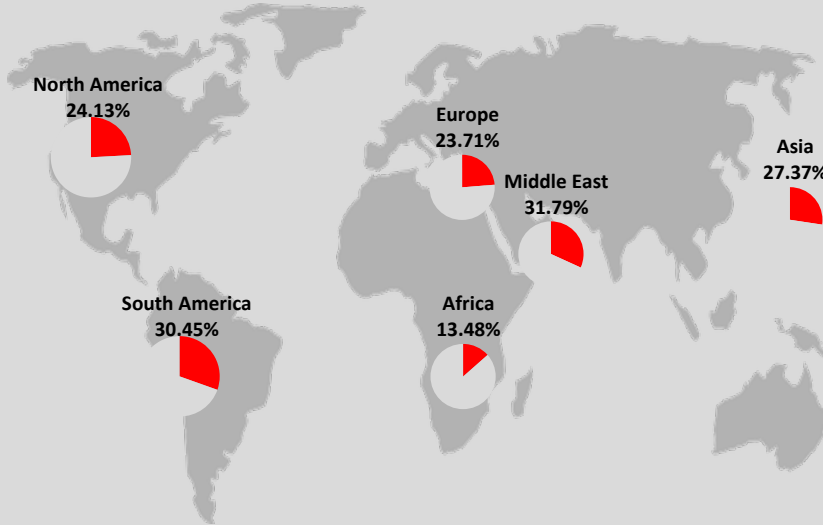 North America
24.13%
Europe
23.71%
Middle East
31.79%
Asia
27.37%
South America
30.45%
Africa
13.48%